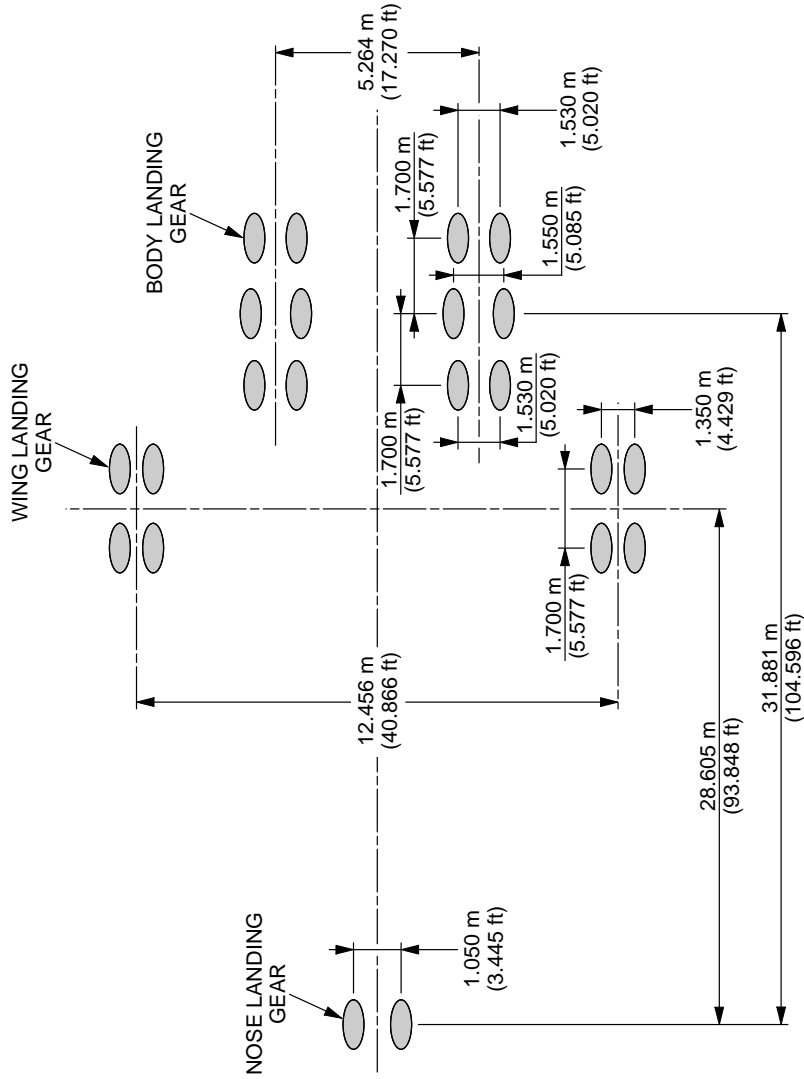 NOSE LANDING
GEAR
WING LANDING
GEAR
BODY LANDING
GEAR
5.264 m
(17.270 ft)
1.700 m
(5.577 ft)
1.530 m
(5.020 ft)
1.550 m
(5.085 ft)
1.530 m
(5.020 ft)
1.700 m
(5.577 ft)
1.350 m
(4.429 ft)
1.700 m
(5.577 ft)
12.456 m
(40.866 ft)
1.050 m
(3.445 ft)
28.605 m
(93.848 ft)
31.881 m
(104.596 ft)